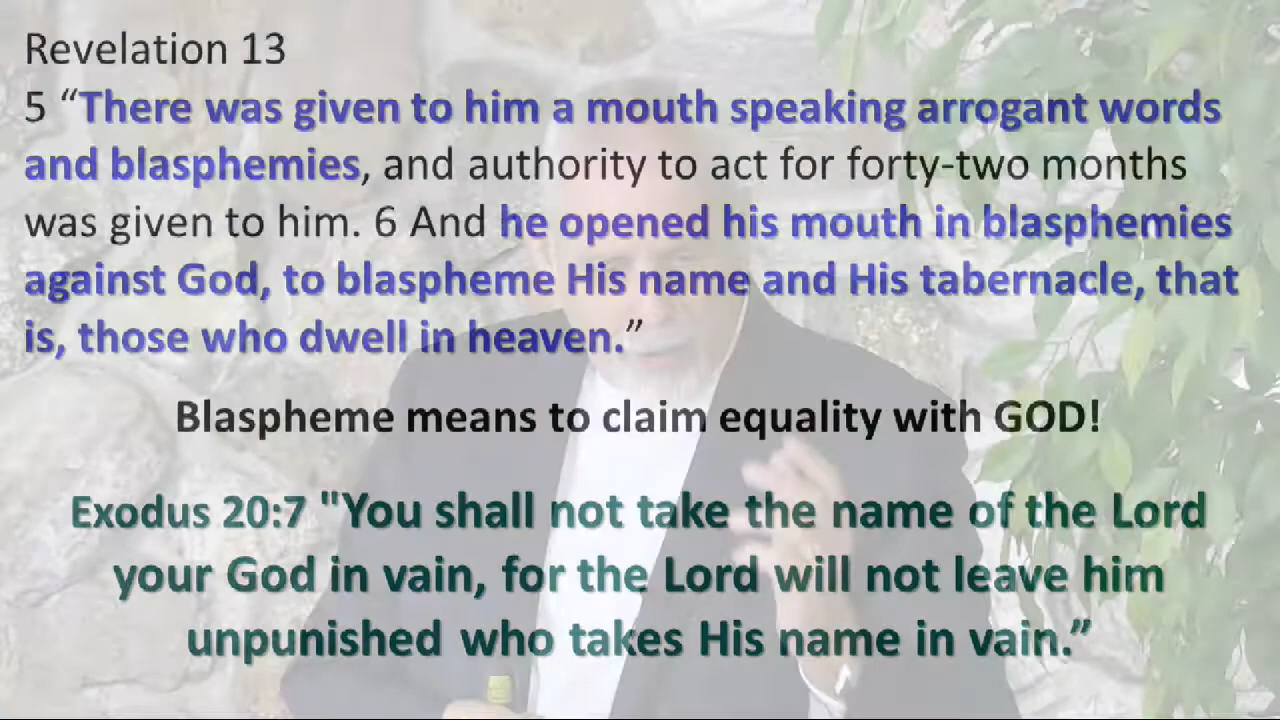 Revelation 13
5 “There was given to him a mouth speaking arrogant words
and blasphemies, and authority to act for forty-two months
was given to him. 6 And he opened his mouth in blasphemies
against God, to blaspheme His name and His tabernacle, that
is, those who dwell in heaven.”
Blaspheme means to claim equality with GOD!
Exodus 20:7 "You shall not take the name of the Lord
your God in vain, for the Lord will not leave him
unpunished who takes His name in vain.”